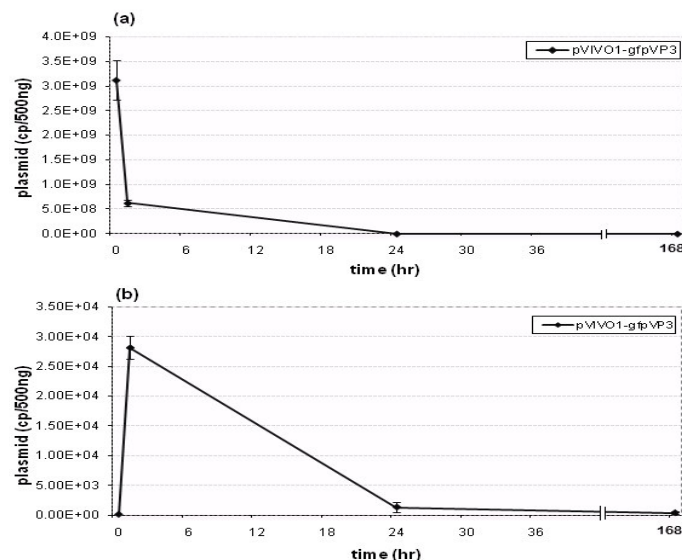 (a)
4.0E+09
3.5E+09
3.0E+09
2.5E+09
2.0E+09
1.5E+09
1.0E+09
5.0E+08
0.0E+00
plasmid (cp/500ng)
pVIVO1-gfpVP3
0 6 12 18 24 30 36 168
time (hr)
(b)
3.50E+04
3.00E+04
2.50E+04
2.00E+04
1.50E+04
1.00E+04
5.00E+03
0.00E+00
plasmid (cp/500ng)
pVIVO1-gfpVP3
0 6 12 18 24 30 36 168
time (hr)